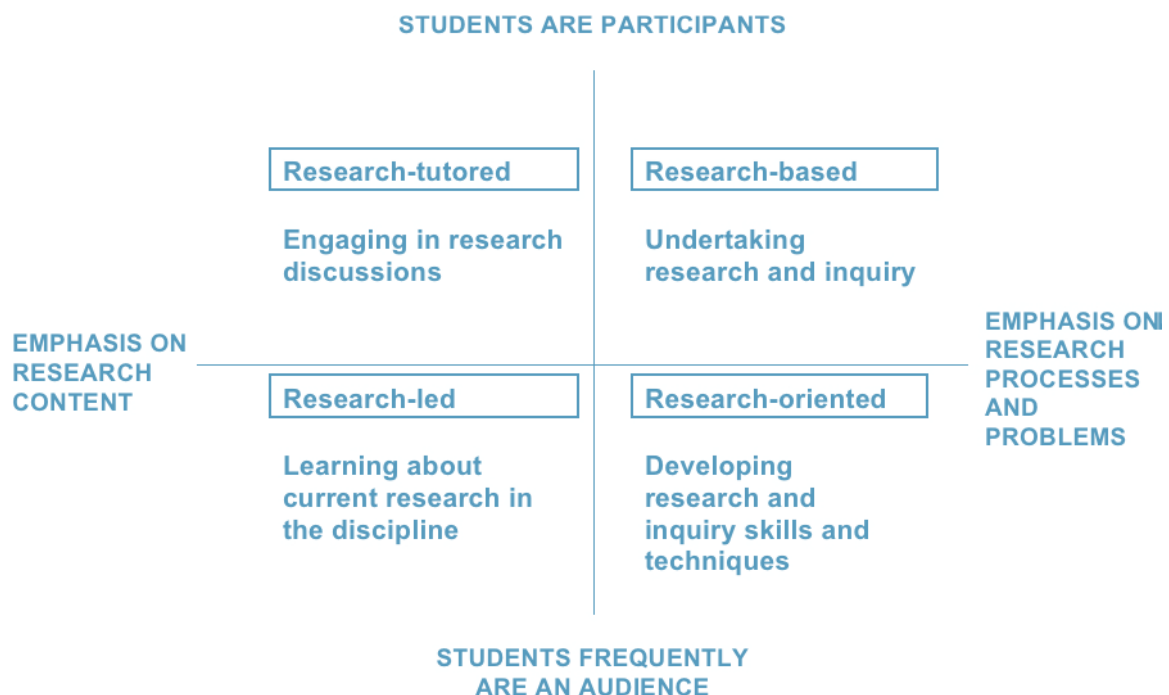 STUDENTS ARE PARTICIPANTS
Research-tutored
Engaging in research
discussions
Research-based
Undertaking
research and inquiry
EMPHASIS ON
RESEARCH
CONTENT
EMPHASIS ON
RESEARCH
PROCESSES
AND
PROBLEMS
Research-led
Learning about
current research in
the discipline
Research-oriented
Developing
research and
inquiry skills and
techniques
STUDENTS FREQUENTLY
ARE AN AUDIENCE